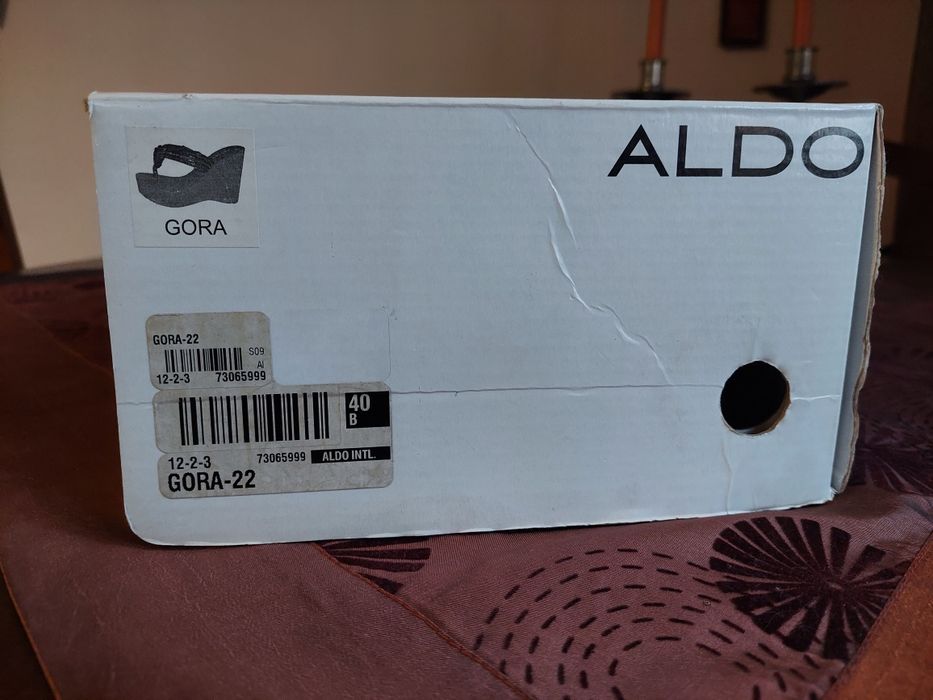 ALDO
GORA
GORA-22
S09
AI
12-2-3 73065999
40
B
12-2-3 73065999 ALDO INTL.
GORA-22